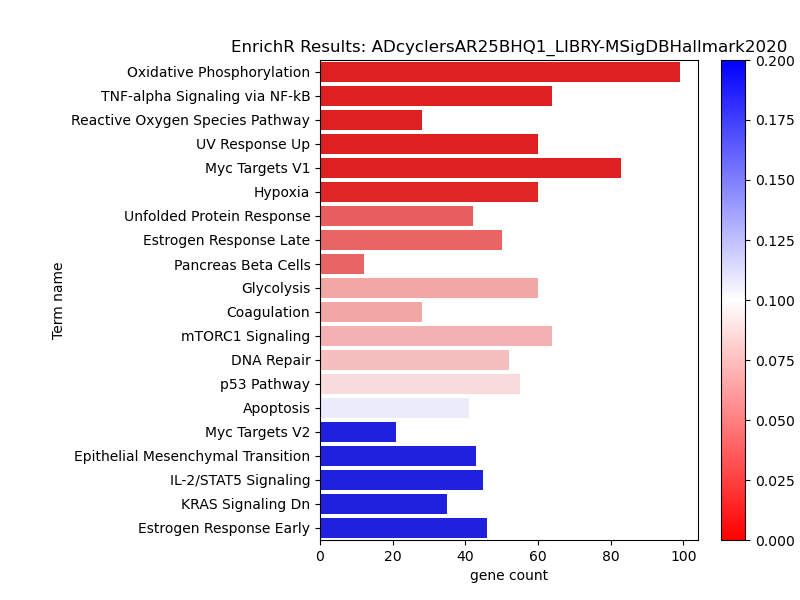 EnrichR Results: ADcyclersAR25BHQ1_LIBRY-MSigDBHallmark2020
Oxidative Phosphorylation
TNF-alpha Signaling via NF-kB
Reactive Oxygen Species Pathway
UV Response Up
Myc Targets V1
Hypoxia
Unfolded Protein Response
Estrogen Response Late
Pancreas Beta Cells
Glycolysis
Coagulation
mTORC1 Signaling
DNA Repair
p53 Pathway
Apoptosis
Myc Targets V2
Epithelial Mesenchymal Transition
IL-2/STAT5 Signaling
KRAS Signaling Dn
Estrogen Response Early
Term name
0 20 40 60 80 100
gene count
0.200
0.175
0.150
0.125
0.100
0.075
0.050
0.025
0.000